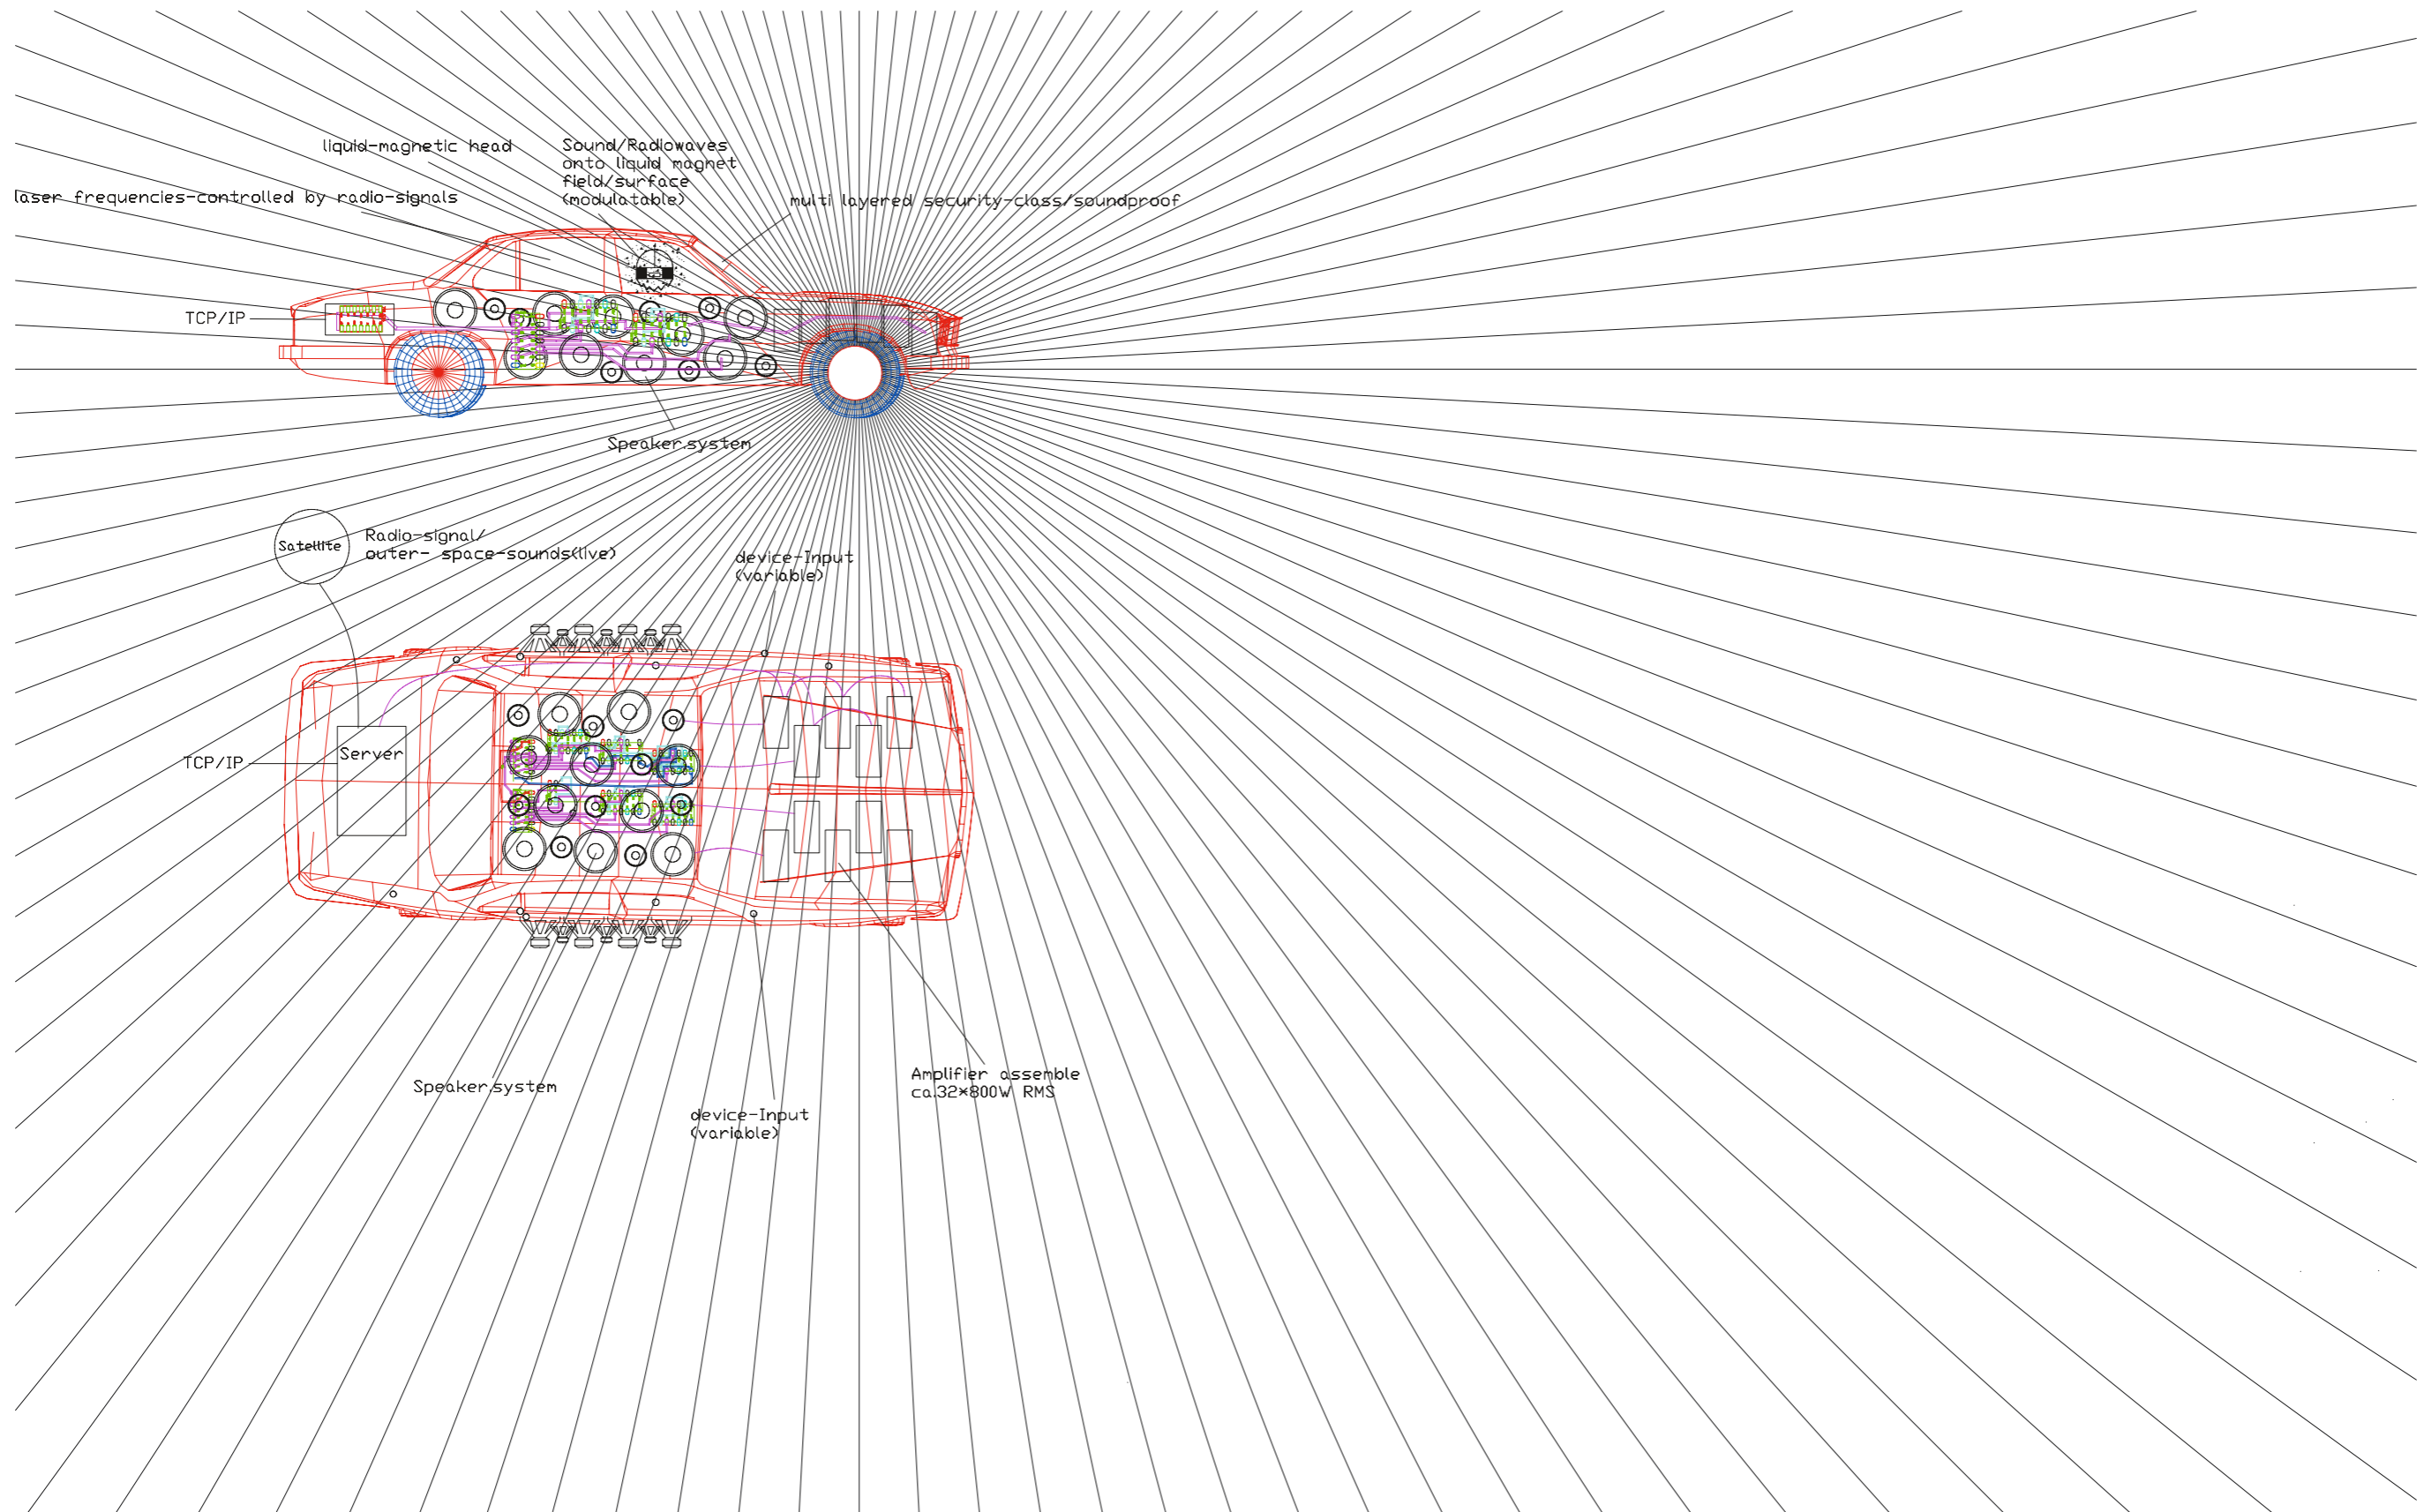 liquid-magnetic head
Sound/Radiowaves
onto liquid magnet
field/surface
(modulatable)
laser frequencies-controlled by radio-signals
multi layered security-class/soundproof
TCP/IP
Speaker.system
Satellite
Radio-signal/
outer- space-sounds(live)
device-Input
(variable)
Server
TCP/IP
Speaker.system
Amplifier assemble
ca.32*800W RMS
device-Input
(variable)